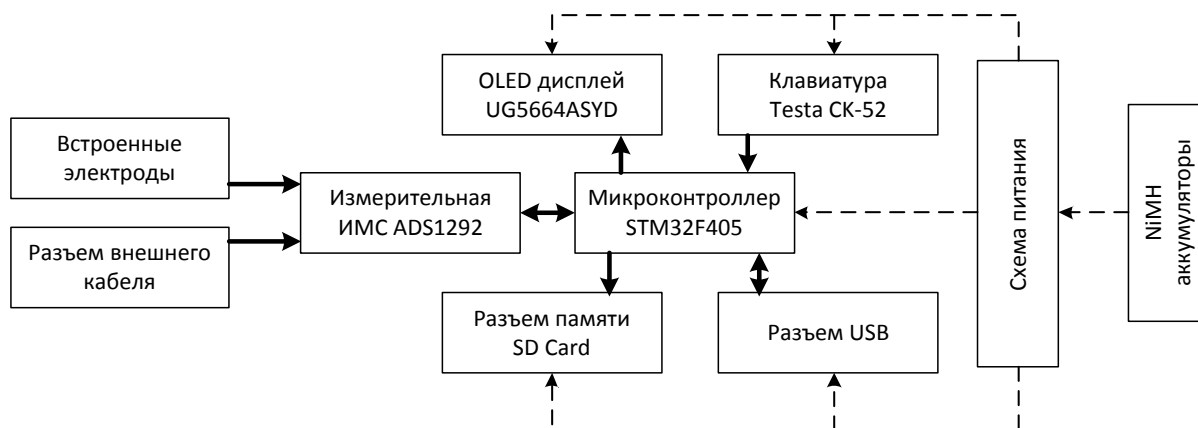 OLED дисплей
UG5664ASYD
Клавиатура
Testa CK-52
Встроенные
электроды
Измерительная
ИМС ADS1292
Микроконтроллер
STM32F405
Разъем внешнего
кабеля
Разъем памяти
SD Card
Разъем USB
Схема питания
NiMH
аккумуляторы